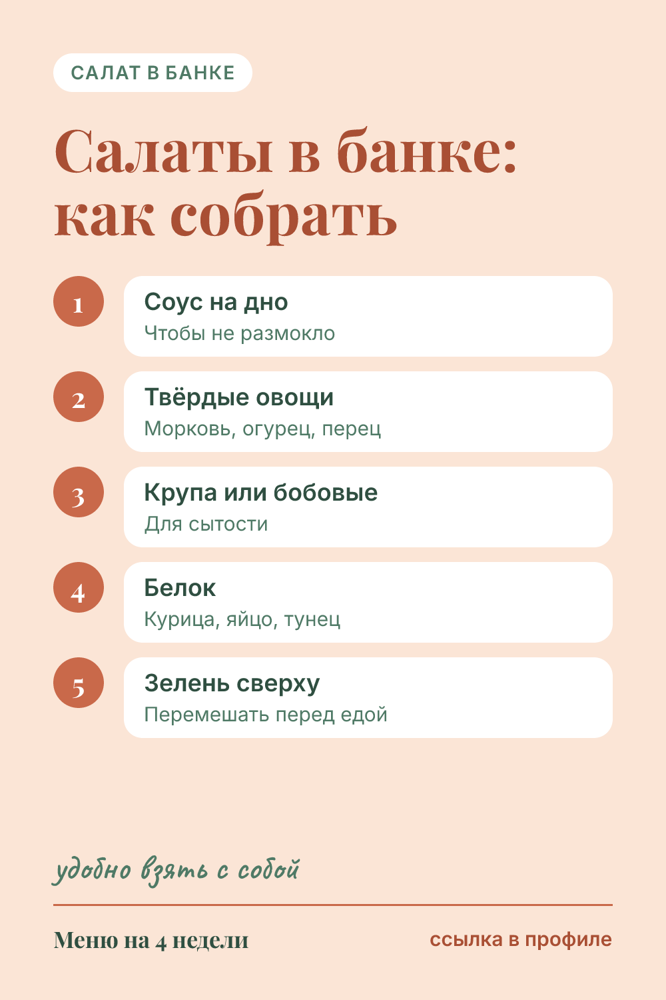 САЛАТ В БАНКЕ
Салаты в банке:
как собрать
1
Соус на дно
Чтобы не размокло
2
Твёрдые овощи
Морковь, огурец, перец
3
Крупа или бобовые
Для сытости
4
Белок
Курица, яйцо, тунец
5
Зелень сверху
Перемешать перед едой
удобно взять с собой
Меню на 4 недели
ссылка в профиле